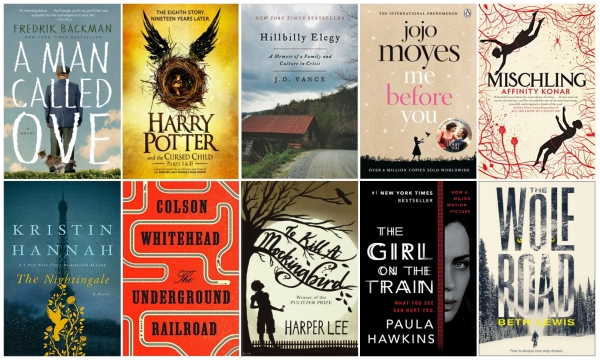 #1 NEW YORK TIMES BESTSELLER
FREDRIK BACKMAN
A MAN
CALLED
OVE
A NOVEL
THE EIGHTH STORY.
NINETEEN YEARS LATER.
HARRY
POTTER
and the CURSED CHILD
PARTS I & II
NEW YORK TIMES BESTSELLER
Hillbilly Elegy
A Memoir of a Family and
Culture in Crisis
J.D. VANCE
THE INTERNATIONAL PHENOMENON
jojo
moyes
me
before
you
OVER 8 MILLION COPIES SOLD WORLDWIDE
MISCHLING
AFFINITY KONAR
KRISTIN
HANNAH
The Nightingale
A Novel
COLSON
WHITEHEAD
The
UNDERGROUND
RAILROAD
To Kill A
Mockingbird
Winner of the
PULITZER PRIZE
HARPER LEE
#1 NEW YORK TIMES
BESTSELLER
NOW A
MAJOR
MOTION
PICTURE
THE
GIRL
ON THE
TRAIN
WHAT YOU SEE
CAN HURT YOU.
PAULA
HAWKINS
THE
WOLF
ROAD
BETH LEWIS